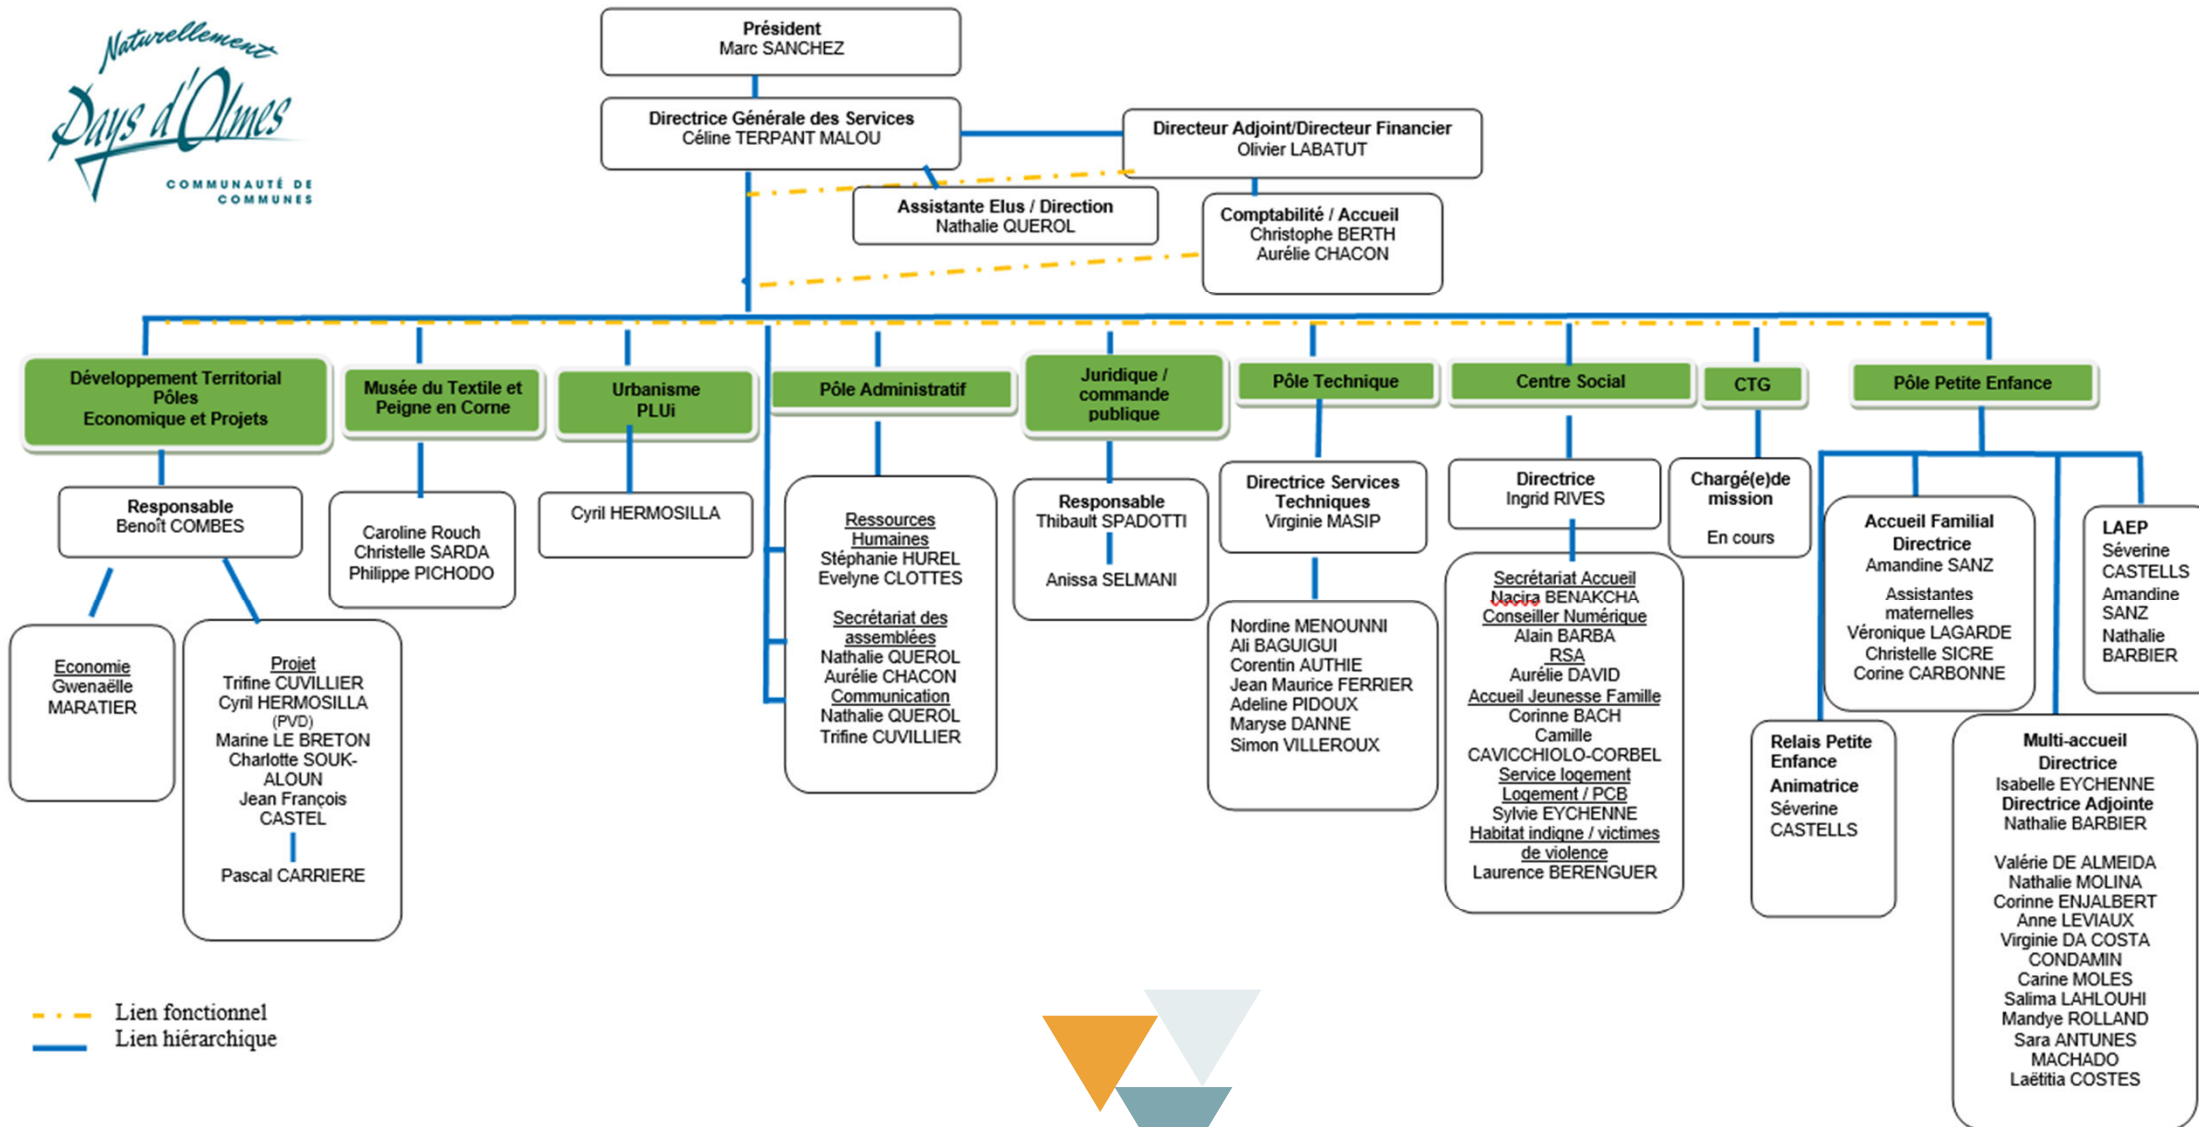 Naturellement
Pays d'Olmes
COMMUNAUTÉ DE
COMMUNES
Président
Marc SANCHEZ
Directrice Générale des Services
Céline TERPANT MALOU
Directeur Adjoint/Directeur Financier
Olivier LABATUT
Assistante Elus / Direction
Nathalie QUEROL
Comptabilité / Accueil
Christophe BERTH
Aurélie CHACON
Développement Territorial
Pôles
Economique et Projets
Musée du Textile et
Peigne en Corne
Urbanisme
PLUi
Pôle Administratif
Juridique /
commande
publique
Pôle Technique
Centre Social
CTG
Pôle Petite Enfance
Responsable
Benoît COMBES
Economie
Gwenaëlle
MARATIER
Projet
Trifine CUVILLIER
Cyril HERMOSILLA
(PVD)
Marine LE BRETON
Charlotte SOUK-
ALOUN
Jean François
CASTEL
Pascal CARRIERE
Caroline Rouch
Christelle SARDA
Philippe PICHODO
Cyril HERMOSILLA
Ressources
Humaines
Stéphanie HUREL
Evelyne CLOTTES
Secrétariat des
assemblées
Nathalie QUEROL
Aurélie CHACON
Communication
Nathalie QUEROL
Trifine CUVILLIER
Responsable
Thibault SPADOTTI
Anissa SELMANI
Directrice Services
Techniques
Virginie MASIP
Nordine MENOUNNI
Ali BAGUIGUI
Corentin AUTHIE
Jean Maurice FERRIER
Adeline PIDOUX
Maryse DANNE
Simon VILLEROUX
Directrice
Ingrid RIVES
Secrétariat Accueil
Nacira BENAKCHA
Conseiller Numérique
Alain BARBA
RSA
Aurélie DAVID
Accueil Jeunesse Famille
Corinne BACH
Camille
CAVICCHIOLO-CORBEL
Service logement
Logement / PCB
Sylvie EYCHENNE
Habitat indigne / victimes
de violence
Laurence BERENGUER
Chargé(e)de
mission
En cours
Accueil Familial
Directrice
Amandine SANZ
Assistantes
maternelles
Véronique LAGARDE
Christelle SICRE
Corine CARBONNE
LAEP
Séverine
CASTELLS
Amandine
SANZ
Nathalie
BARBIER
Relais Petite
Enfance
Animatrice
Séverine
CASTELLS
Multi-accueil
Directrice
Isabelle EYCHENNE
Directrice Adjointe
Nathalie BARBIER
Valérie DE ALMEIDA
Nathalie MOLINA
Corinne ENJALBERT
Anne LEVIAUX
Virginie DA COSTA
CONDAMIN
Carine MOLES
Salima LAHLOUHI
Mandye ROLLAND
Sara ANTUNES
MACHADO
Laëtitia COSTES
Lien fonctionnel
Lien hiérarchique